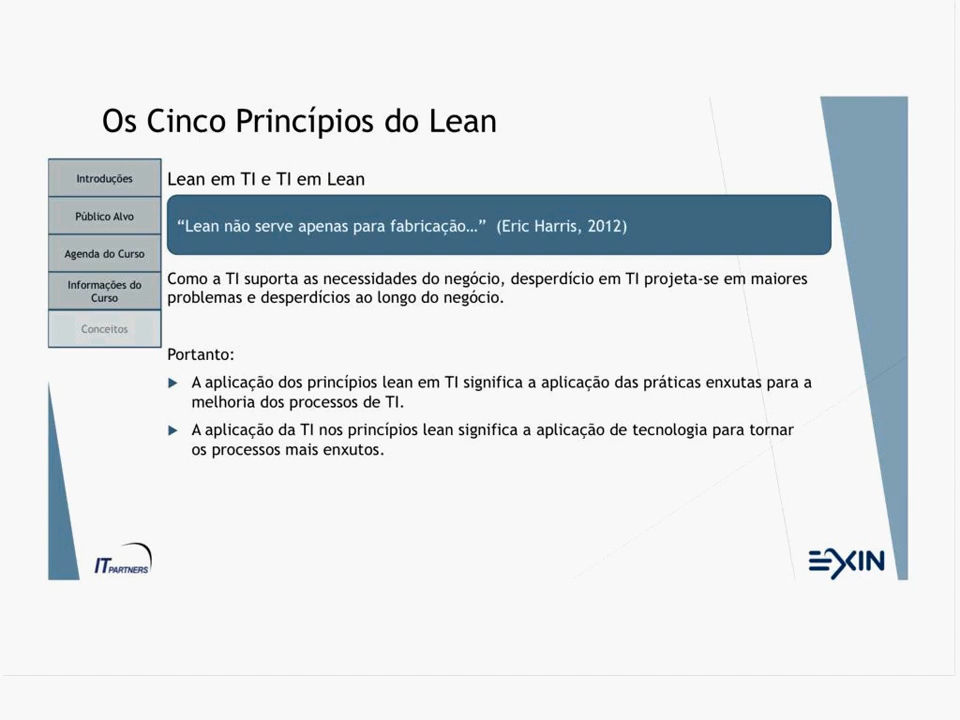 Os Cinco Princípios do Lean
Introduções
Público Alvo
Agenda do Curso
Informações do
Curso
Conceitos
Lean em TI e TI em Lean
“Lean não serve apenas para fabricação…” (Eric Harris, 2012)
Como a TI suporta as necessidades do negócio, desperdício em TI projeta-se em maiores
problemas e desperdícios ao longo do negócio.
Portanto:
A aplicação dos princípios lean em TI significa a aplicação das práticas enxutas para a
melhoria dos processos de TI.
A aplicação da TI nos princípios lean significa a aplicação de tecnologia para tornar
os processos mais enxutos.
IT PARTNERS
EXIN